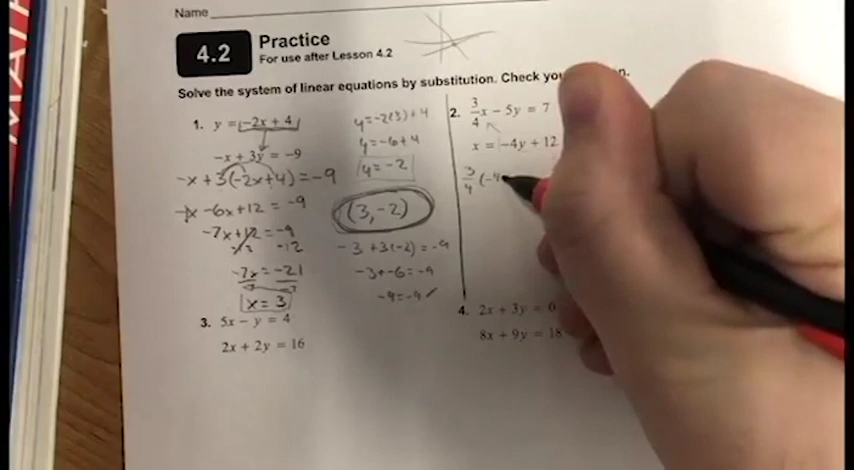 Name
4.2
Practice
For use after Lesson 4.2
Solve the system of linear equations by substitution. Check
1. y = -2x + 4
-x + 3y = -9
-x + 3(-2x+4) = -9
-x -6x+12 = -9
-7x+12 = -9
-12 -12
-7x = -21
x = 3
y = -2(3) + 4
y = -6 + 4
y = -2
(3, -2)
-3 + 3(-2) = -9
-3 + -6 = -9
-9 = -9 ✓
2. 3/4 x - 5y = 7
x = -4y + 12
3/4 (-4
3. 5x - y = 4
2x + 2y = 16
4. 2x + 3y = 0
8x + 9y = 18